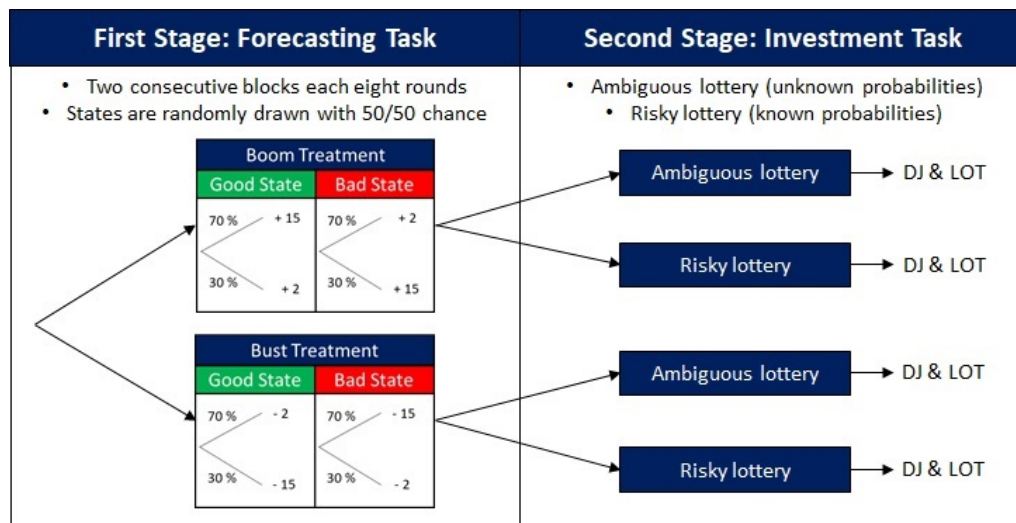 First Stage: Forecasting Task
• Two consecutive blocks each eight rounds
• States are randomly drawn with 50/50 chance
Boom Treatment
Good State
Bad State
70 %
+ 15
70 %
+ 2
30 %
+ 2
30 %
+ 15
Bust Treatment
Good State
Bad State
70 %
- 2
70 %
- 15
30 %
- 15
30 %
- 2
Second Stage: Investment Task
• Ambiguous lottery (unknown probabilities)
• Risky lottery (known probabilities)
Ambiguous lottery
DJ & LOT
Risky lottery
DJ & LOT
Ambiguous lottery
DJ & LOT
Risky lottery
DJ & LOT